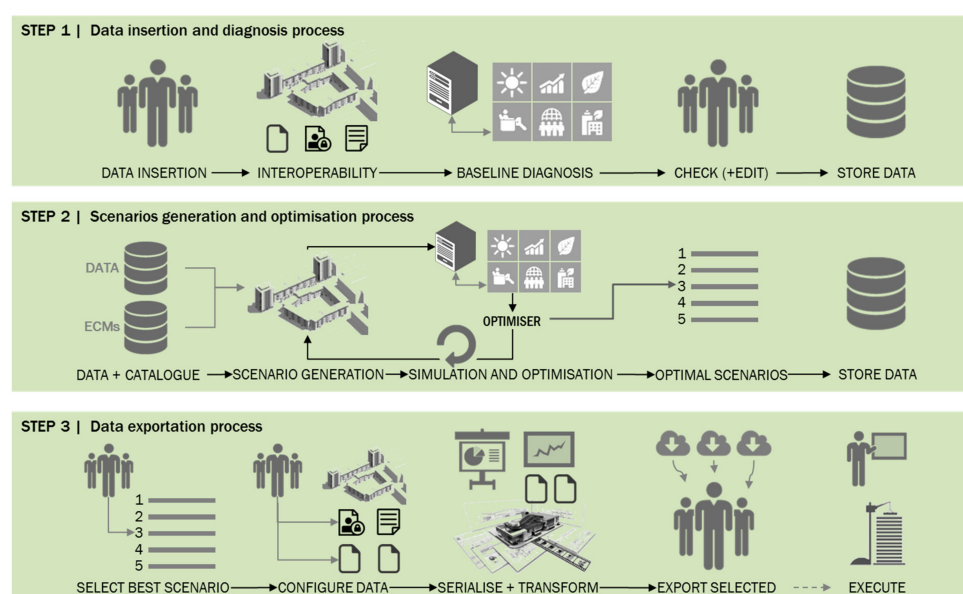 STEP 1 | Data insertion and diagnosis process
DATA INSERTION INTEROPERABILITY BASELINE DIAGNOSIS CHECK (+EDIT) STORE DATA
STEP 2 | Scenarios generation and optimisation process
DATA
ECMs
OPTIMISER
1
2
3
4
5
DATA + CATALOGUE SCENARIO GENERATION SIMULATION AND OPTIMISATION OPTIMAL SCENARIOS STORE DATA
STEP 3 | Data exportation process
1
2
3
4
5
SELECT BEST SCENARIO CONFIGURE DATA SERIALISE + TRANSFORM EXPORT SELECTED EXECUTE